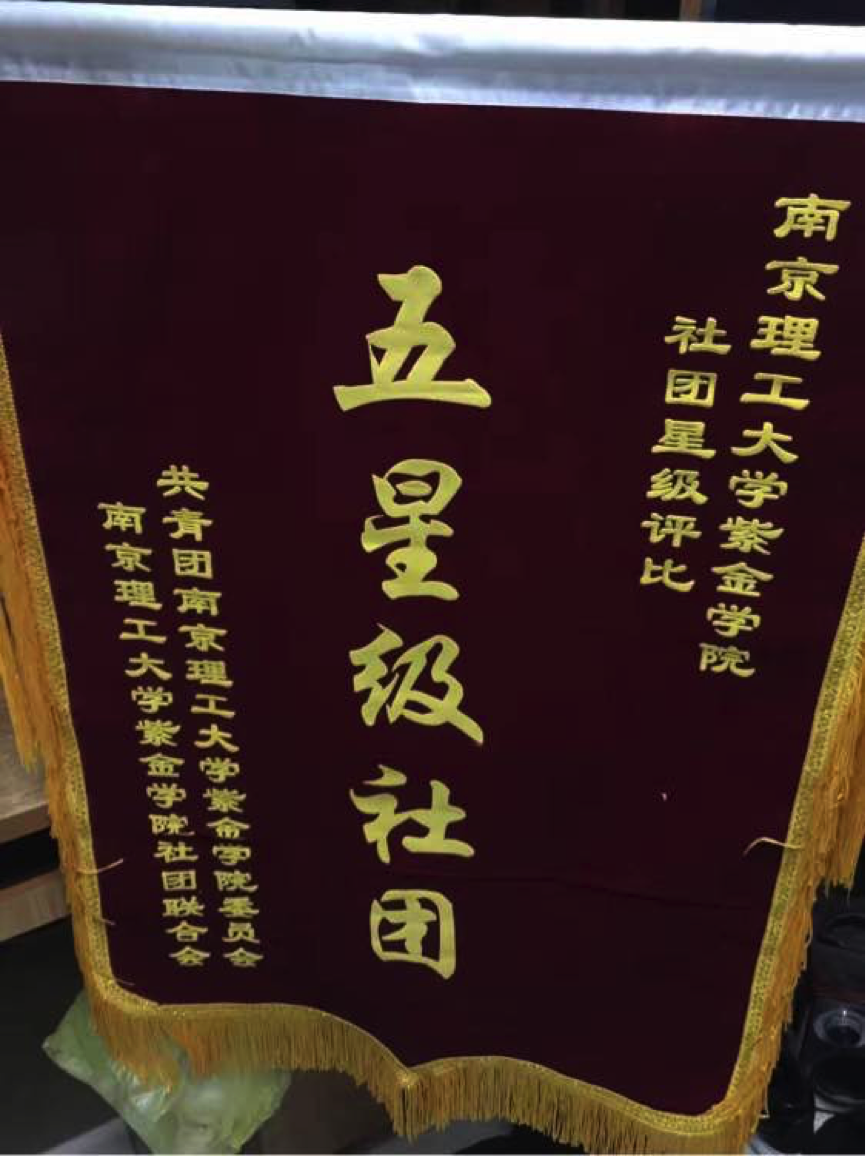 南京理工大学紫金学院
社团星级评比
五星级社团
共青团南京理工大学紫金学院委员会
南京理工大学紫金学院社团联合会